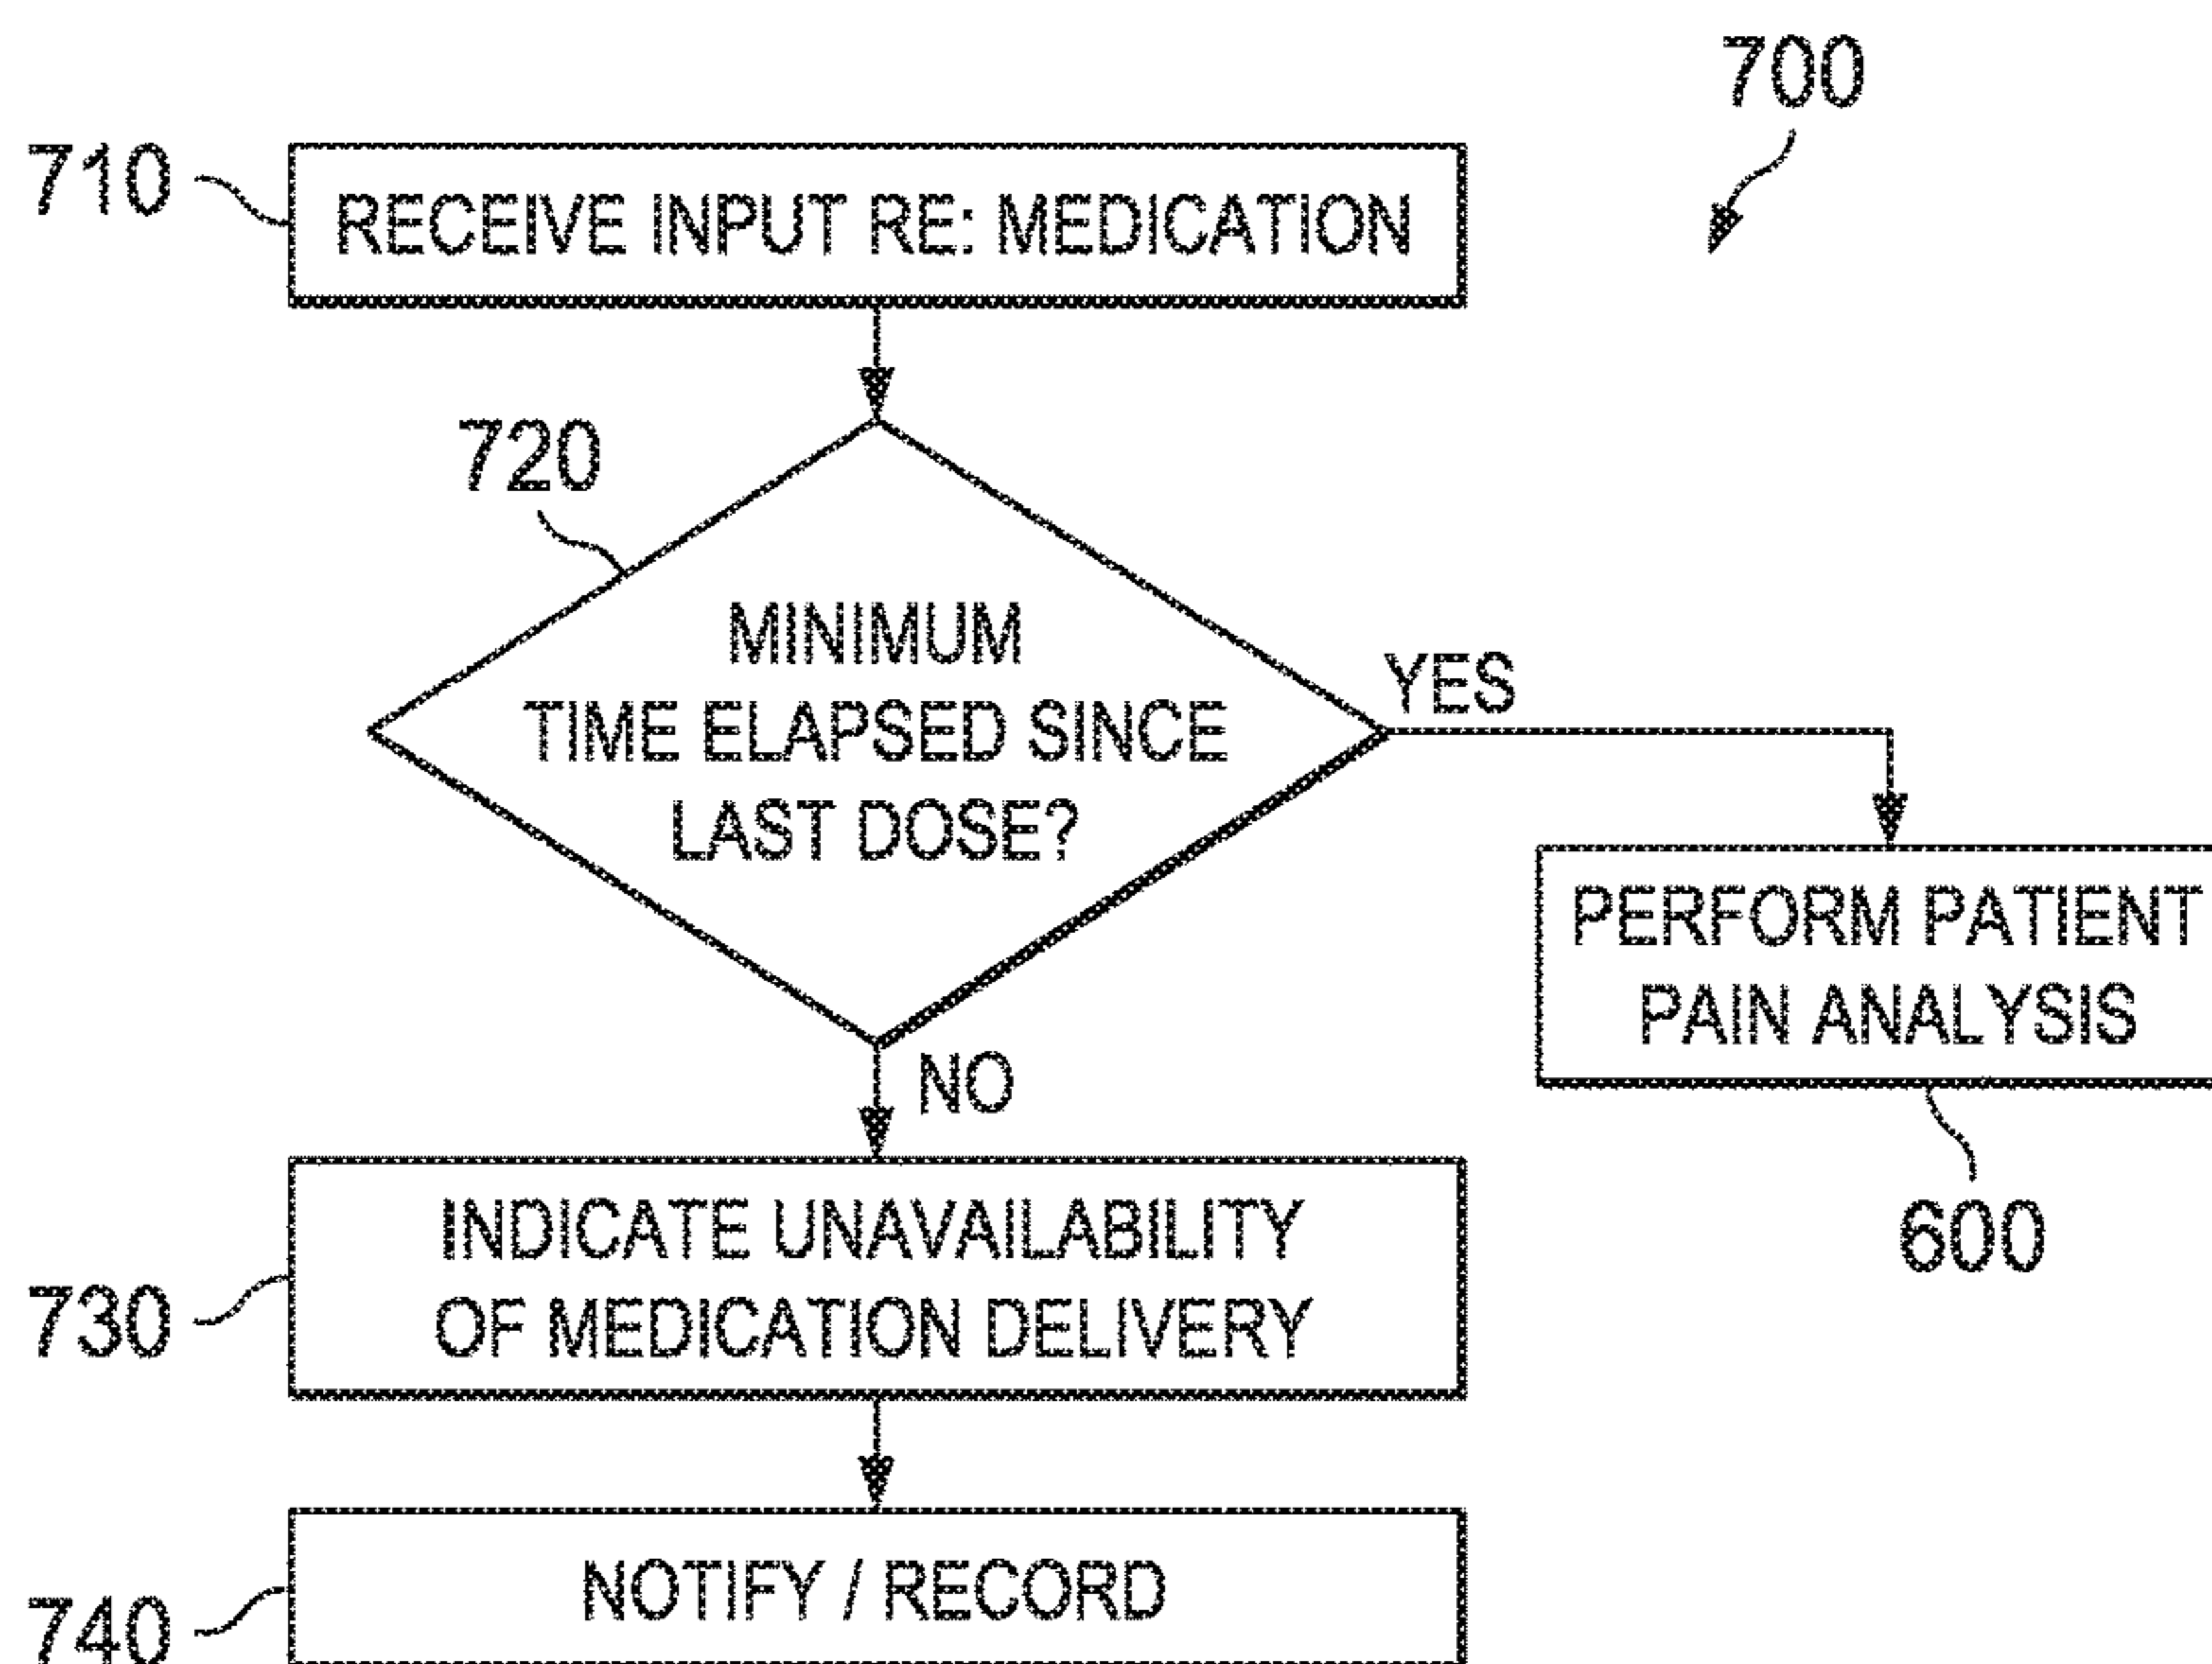 700
710
RECEIVE INPUT RE: MEDICATION
720
MINIMUM
TIME ELAPSED SINCE
LAST DOSE?
YES
PERFORM PATIENT
PAIN ANALYSIS
600
NO
730
INDICATE UNAVAILABILITY
OF MEDICATION DELIVERY
740
NOTIFY / RECORD